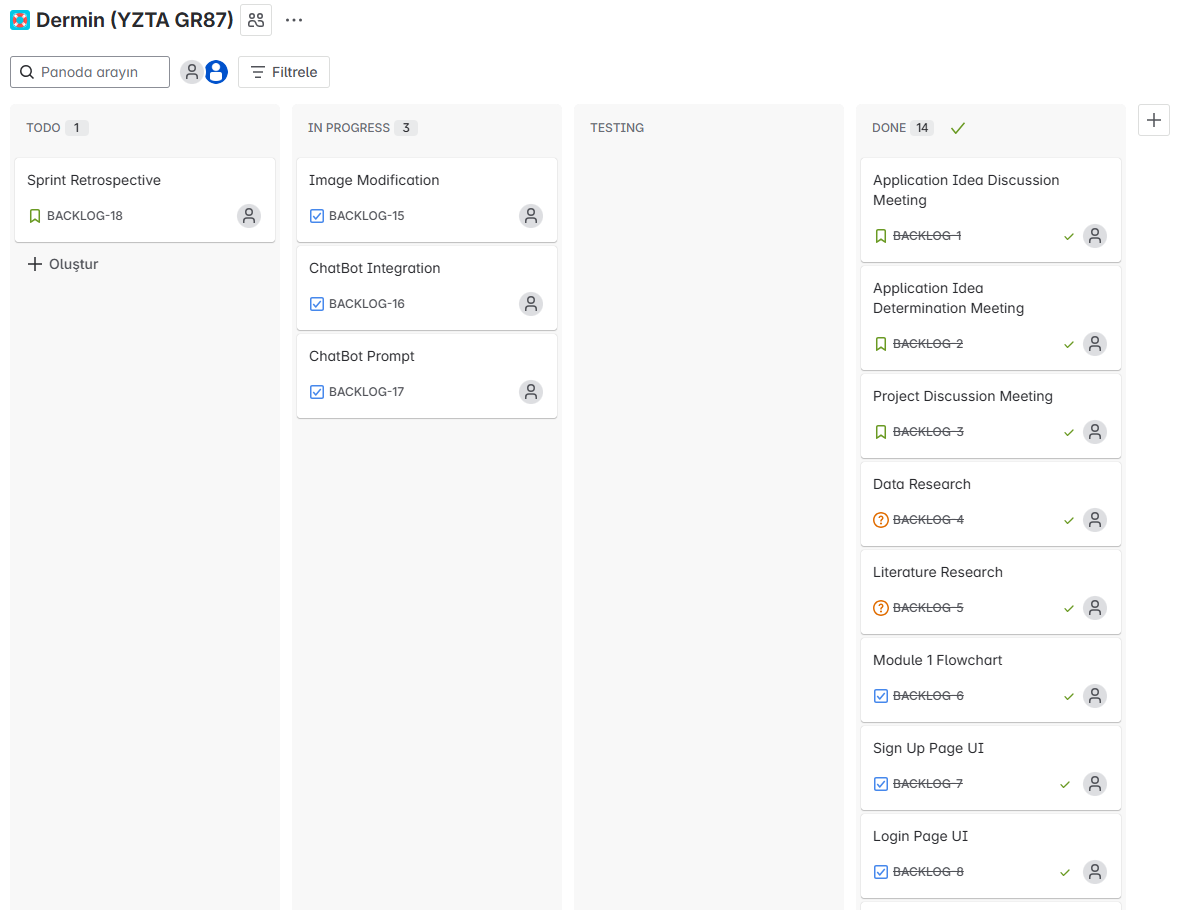 Dermin (YZTA GR87)
Panoda arayın
Filtrele
TODO 1
Sprint Retrospective
BACKLOG-18
Oluştur
IN PROGRESS 3
Image Modification
BACKLOG-15
ChatBot Integration
BACKLOG-16
ChatBot Prompt
BACKLOG-17
TESTING
DONE 14
Application Idea Discussion
Meeting
BACKLOG-1
Application Idea
Determination Meeting
BACKLOG-2
Project Discussion Meeting
BACKLOG-3
Data Research
BACKLOG-4
Literature Research
BACKLOG-5
Module 1 Flowchart
BACKLOG-6
Sign Up Page UI
BACKLOG-7
Login Page UI
BACKLOG-8